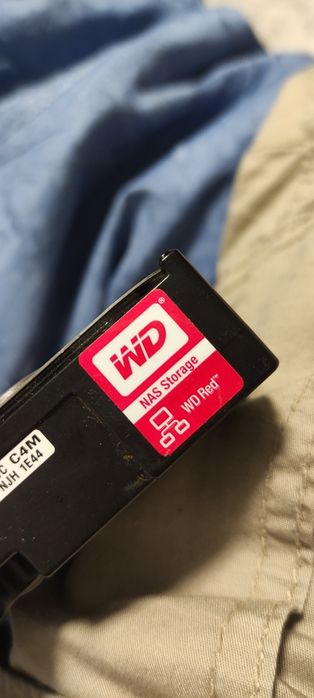 WD®
NAS Storage
WD Red™
C C4M
NJH 1E44